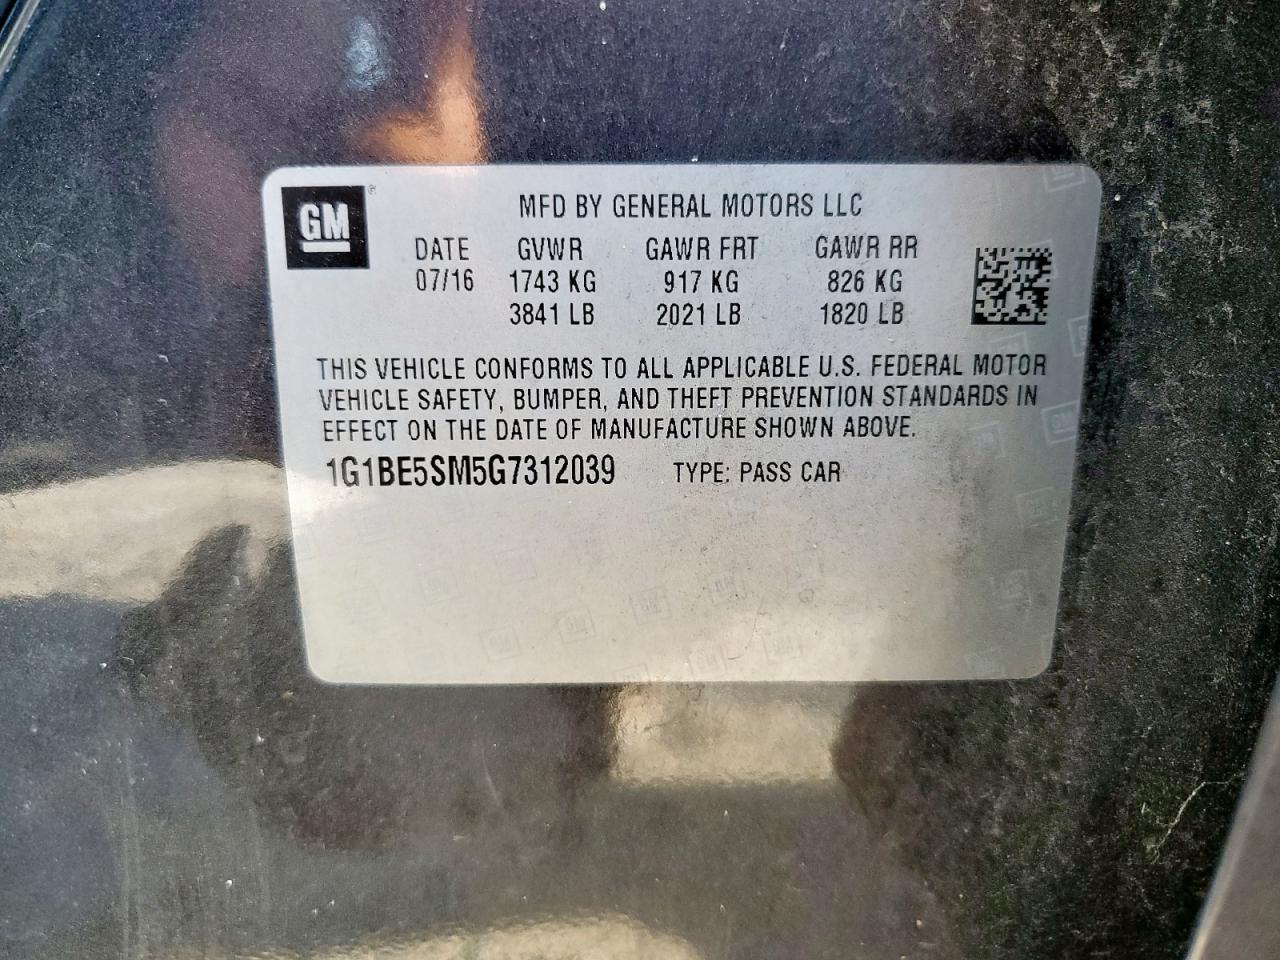 GM
MFD BY GENERAL MOTORS LLC
DATE GVWR GAWR FRT GAWR RR
07/16 1743 KG 917 KG 826 KG
3841 LB 2021 LB 1820 LB
THIS VEHICLE CONFORMS TO ALL APPLICABLE U.S. FEDERAL MOTOR
VEHICLE SAFETY, BUMPER, AND THEFT PREVENTION STANDARDS IN
EFFECT ON THE DATE OF MANUFACTURE SHOWN ABOVE.
1G1BE5SM5G7312039 TYPE: PASS CAR